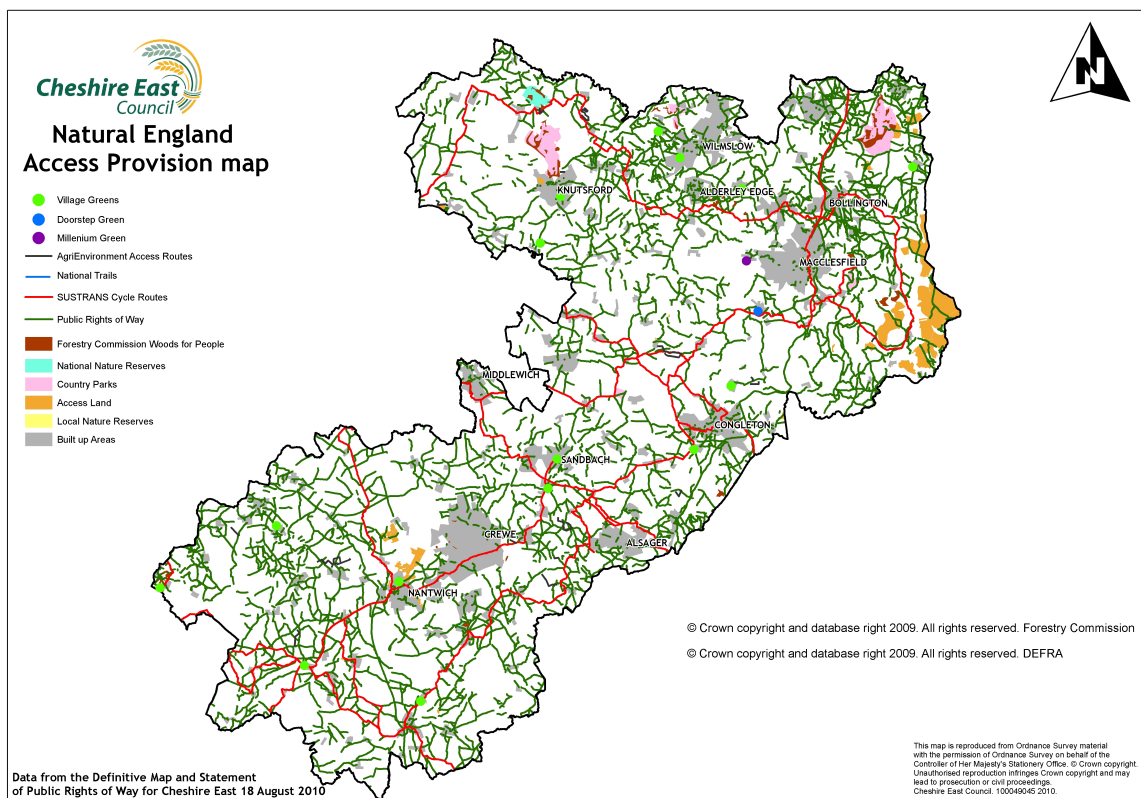 Cheshire East
Council
Natural England
Access Provision map
Village Greens
Doorstep Green
Millenium Green
AgriEnvironment Access Routes
National Trails
SUSTRANS Cycle Routes
Public Rights of Way
Forestry Commission Woods for People
National Nature Reserves
Country Parks
Access Land
Local Nature Reserves
Built up Areas
N
WILMSLOW
KNUTSFORD
ALDERLEY EDGE
BOLLINGTON
MACCLESFIELD
MIDDLEWICH
CONGLETON
SANDBACH
CREWE
ALSAGER
NANTWICH
© Crown copyright and database right 2009. All rights reserved. Forestry Commission
© Crown copyright and database right 2009. All rights reserved. DEFRA
Data from the Definitive Map and Statement
of Public Rights of Way for Cheshire East 18 August 2010
This map is reproduced from Ordnance Survey material
with the permission of Ordnance Survey on behalf of the
Controller of Her Majesty's Stationery Office. © Crown copyright.
Unauthorised reproduction infringes Crown copyright and may
lead to prosecution or civil proceedings.
Cheshire East Council. 100049045 2010.